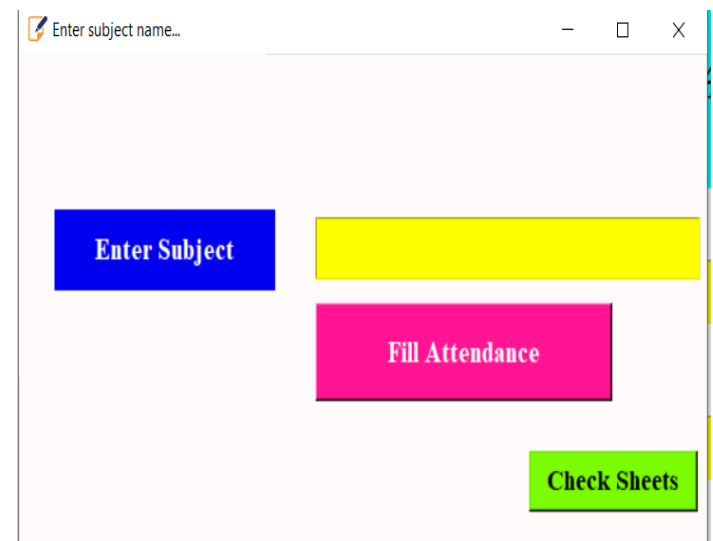 Enter subject name...
Enter Subject
Fill Attendance
Check Sheets